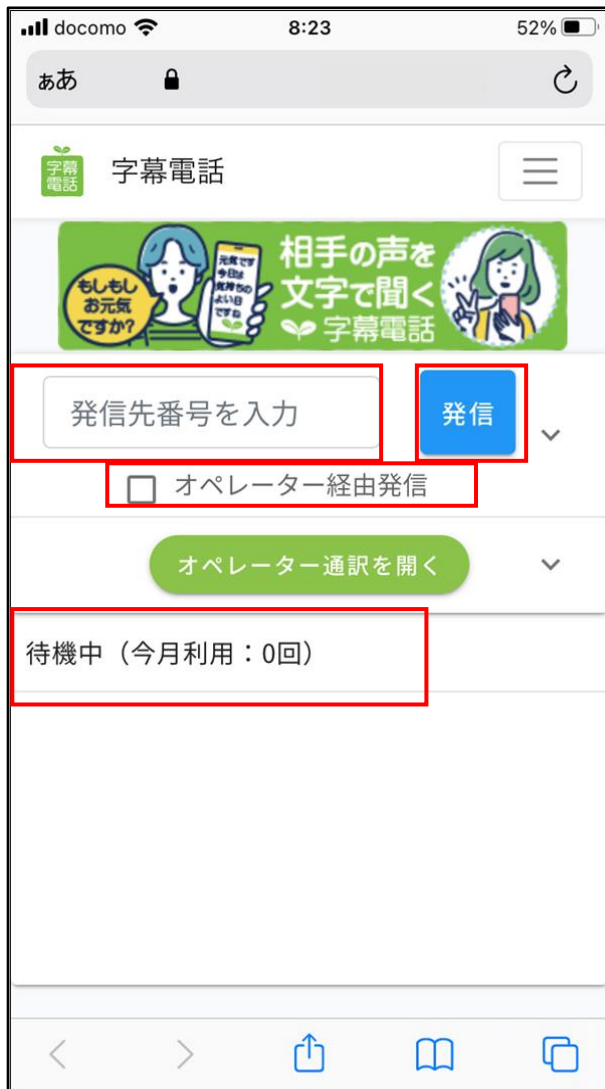 docomo 8:23 52%
ぁあ
字幕
電話
字幕電話
もしもし
お元気
ですか?
元気です
今日は
気持ちの
よい日
ですね
相手の声を
文字で聞く
字幕電話
発信先番号を入力
発信
オペレーター経由発信
オペレーター通訳を開く
待機中（今月利用：0回）